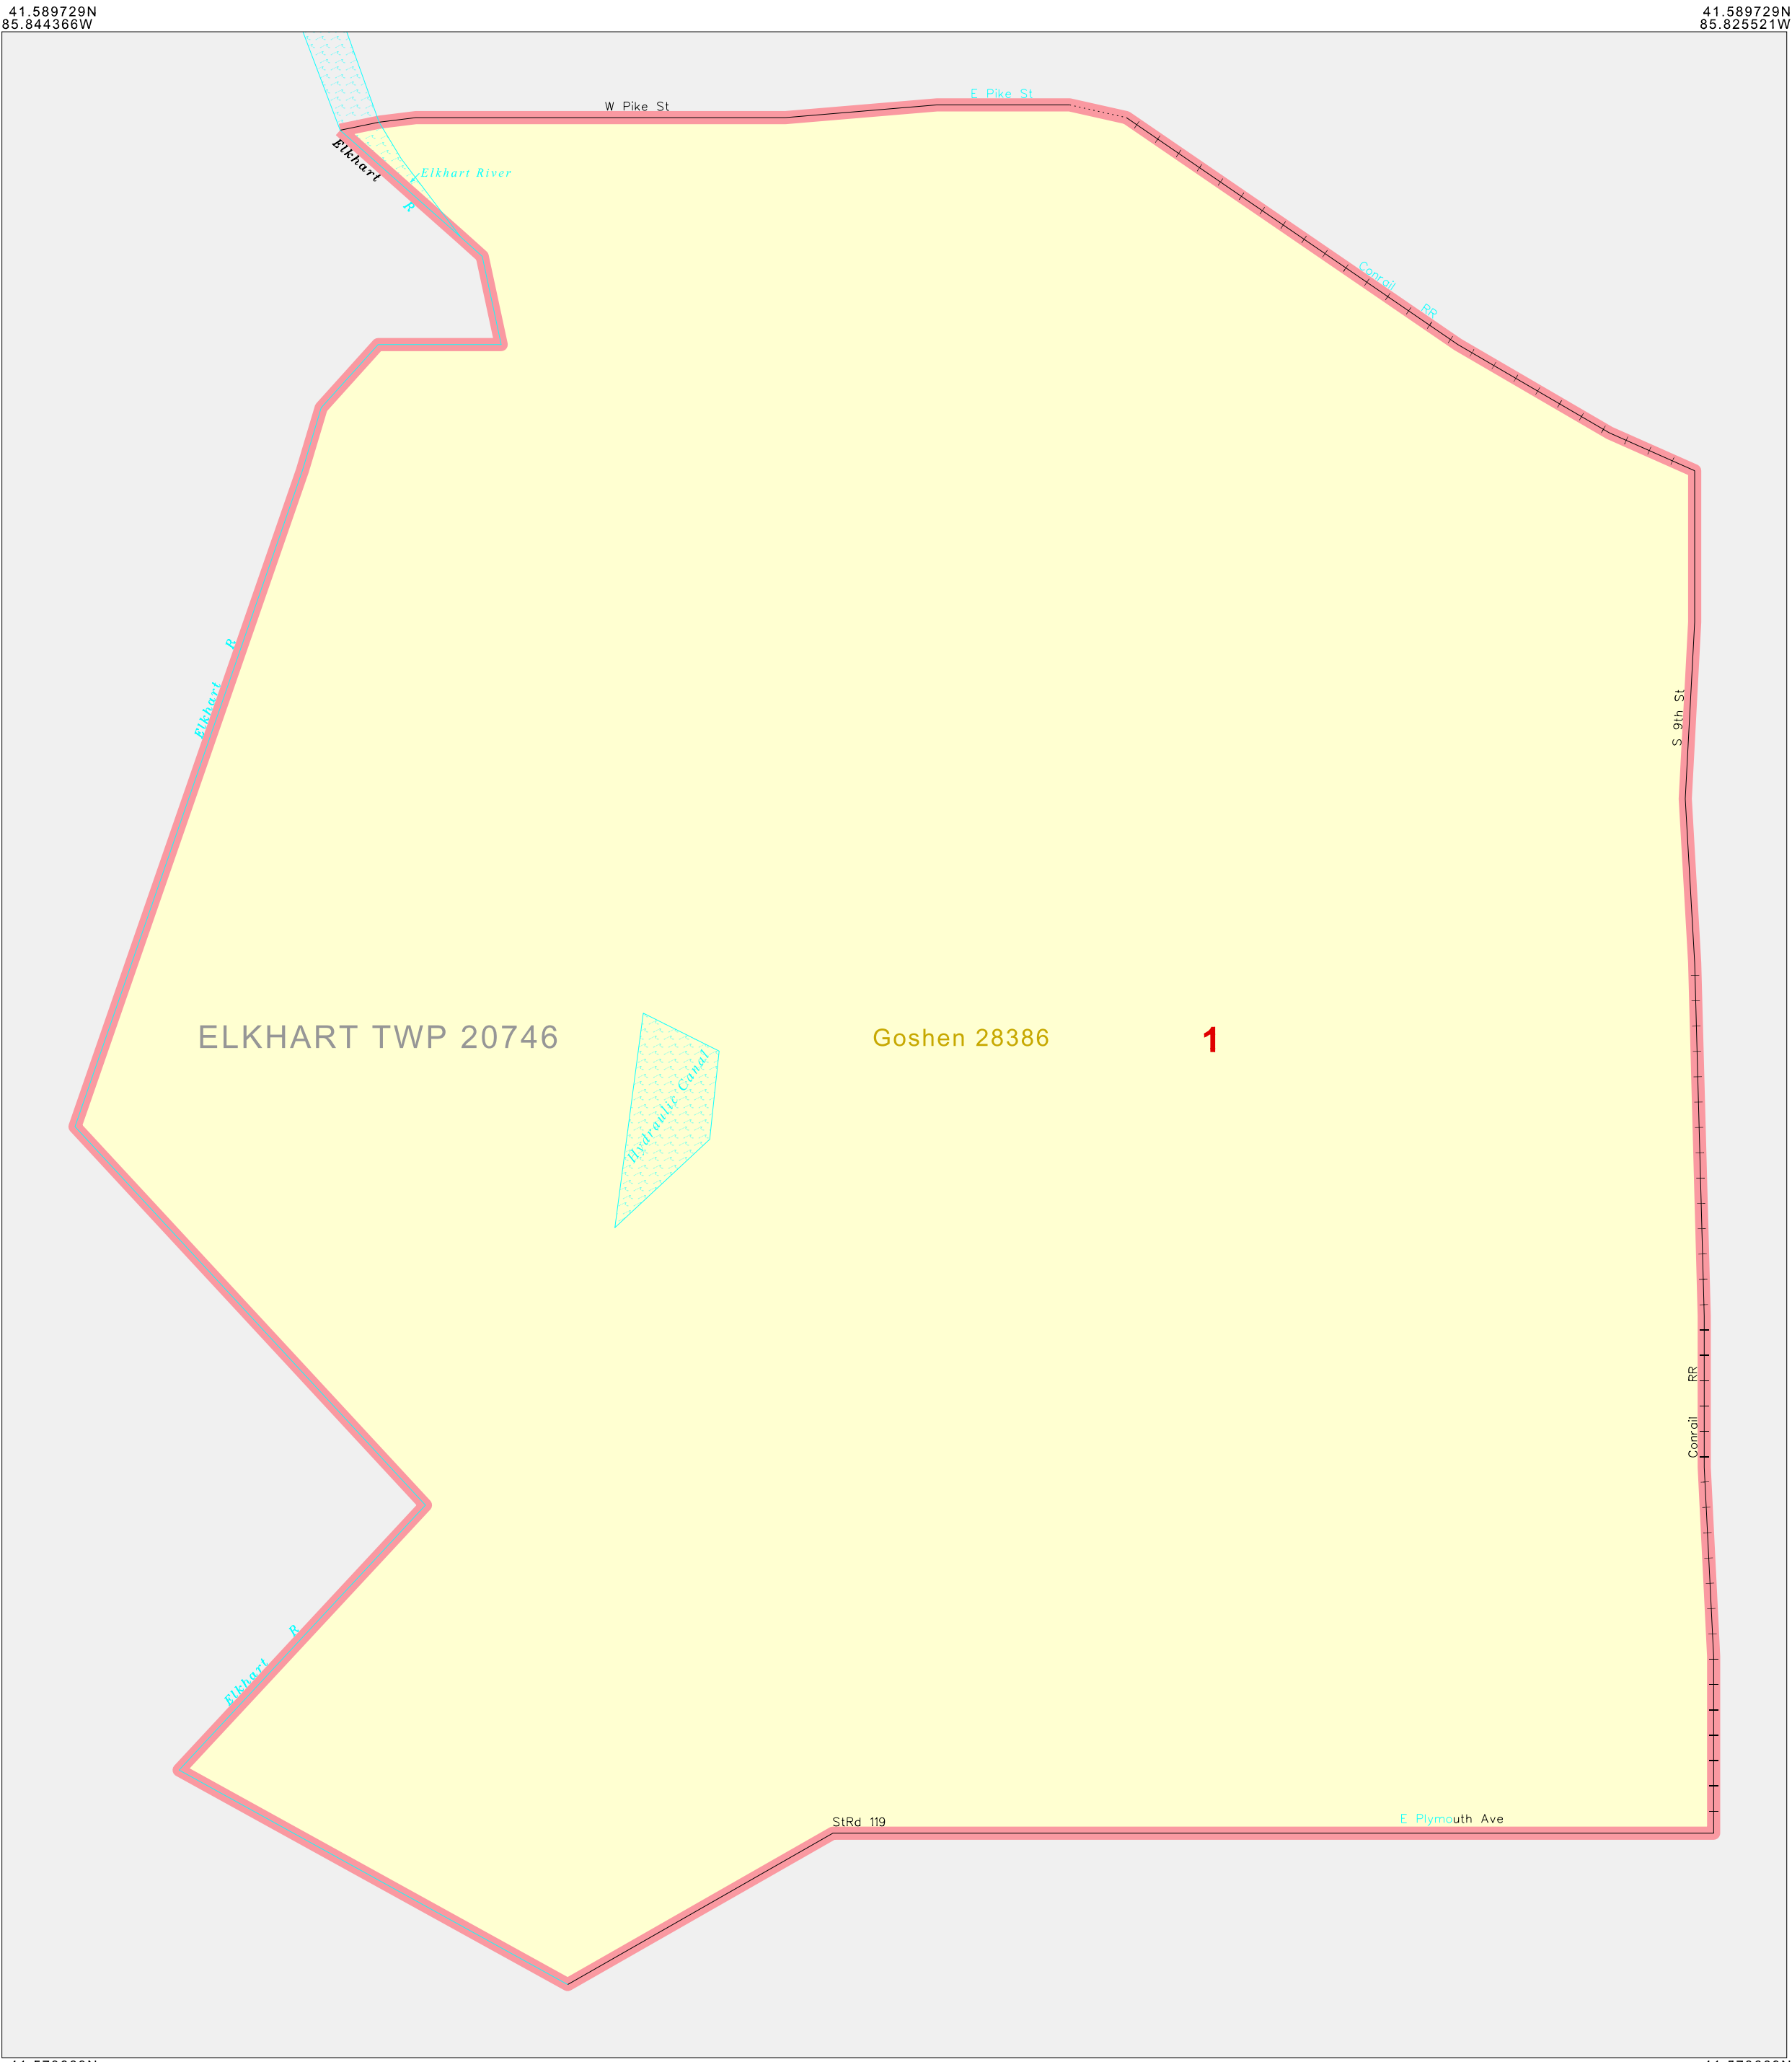 41.589729N
85.844366W
41.589729N
85.825521W
W Pike St
E Pike St
Elkhart R
Elkhart River
Conrail RR
Elkhart R
S 9th St
ELKHART TWP 20746
Goshen 28386
1
Hydraulic Canal
Conrail RR
Elkhart R
StRd 119
E Plymouth Ave